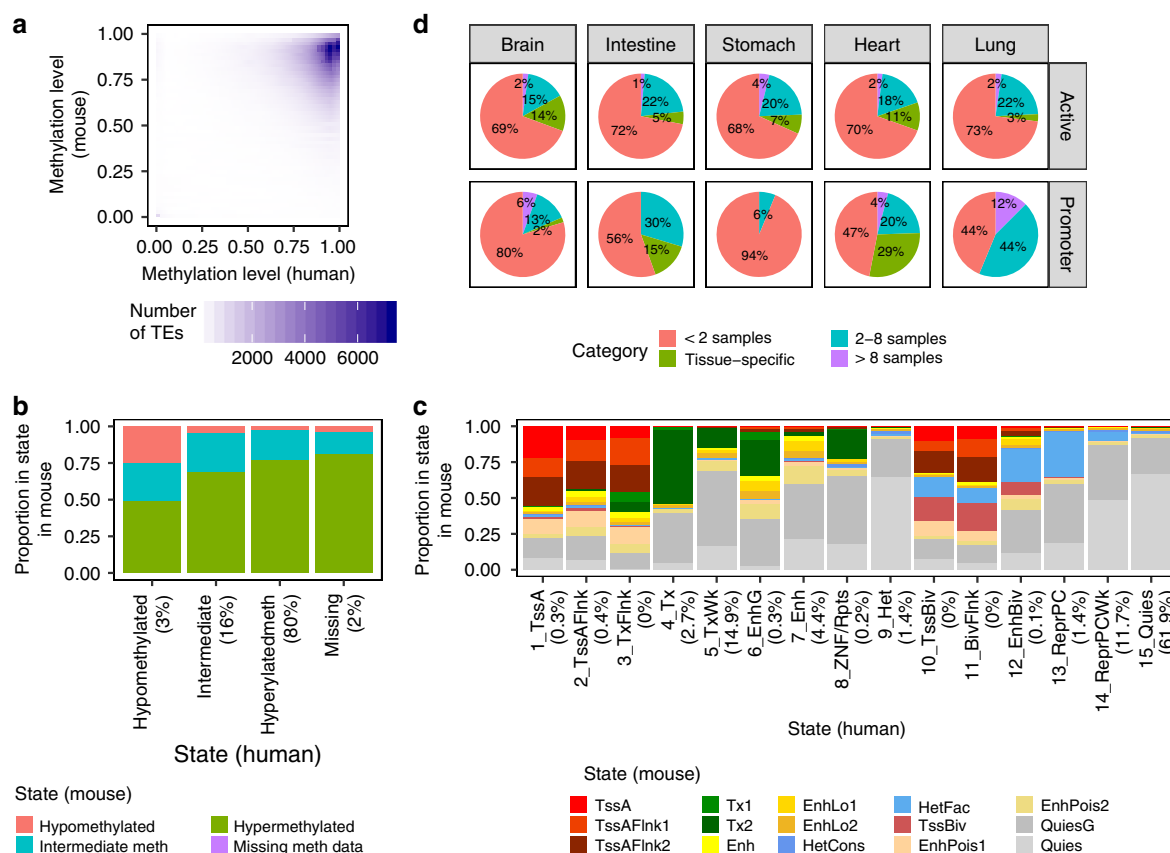 a
1.00
0.75
0.50
0.25
0.00
Methylation level
(mouse)
0.00 0.25 0.50 0.75 1.00
Methylation level (human)
Number
of TEs
2000 4000 6000
d
Brain Intestine Stomach Heart Lung
2% 15% 14% 69%
1% 22% 5% 72%
4% 20% 7% 68%
2% 18% 11% 70%
2% 22% 3% 73%
Active
6% 13% 2% 80%
30% 15% 56%
6% 94%
4% 20% 29% 47%
12% 44% 44%
Promoter
Category
< 2 samples
Tissue–specific
2–8 samples
> 8 samples
b
Proportion in state
in mouse
1.00
0.75
0.50
0.25
0.00
Hypomethylated
(3%)
Intermediate
(16%)
Hyperylatedmeth
(80%)
Missing
(2%)
State (human)
State (mouse)
Hypomethylated
Intermediate meth
Hypermethylated
Missing meth data
c
Proportion in state
in mouse
1.00
0.75
0.50
0.25
0.00
1_TssA
(0.3%)
2_TssAFlnk
(0.4%)
3_TxFlnk
(0%)
4_Tx
(2.7%)
5_TxWk
(14.9%)
6_EnhG
(0.3%)
7_Enh
(4.4%)
8_ZNF/Rpts
(0.2%)
9_Het
(1.4%)
10_TssBiv
(0%)
11_BivFlnk
(0%)
12_EnhBiv
(0.1%)
13_ReprPC
(1.4%)
14_ReprPCWk
(11.7%)
15_Quies
(61.9%)
State (human)
State (mouse)
TssA
TssAFlnk1
TssAFlnk2
Tx1
Tx2
Enh
EnhLo1
EnhLo2
HetCons
HetFac
TssBiv
EnhPois1
EnhPois2
QuiesG
Quies